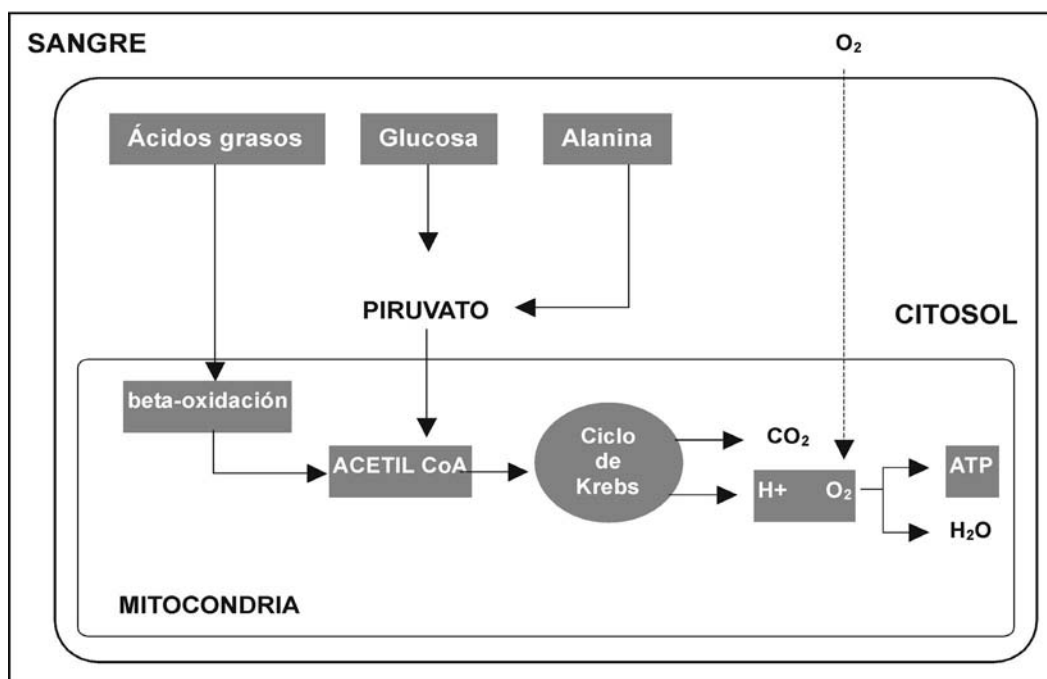 SANGRE
O₂
Ácidos grasos
Glucosa
Alanina
PIRUVATO
CITOSOL
beta-oxidación
ACETIL CoA
Ciclo
de
Krebs
CO₂
H+ O₂
ATP
H₂O
MITOCONDRIA